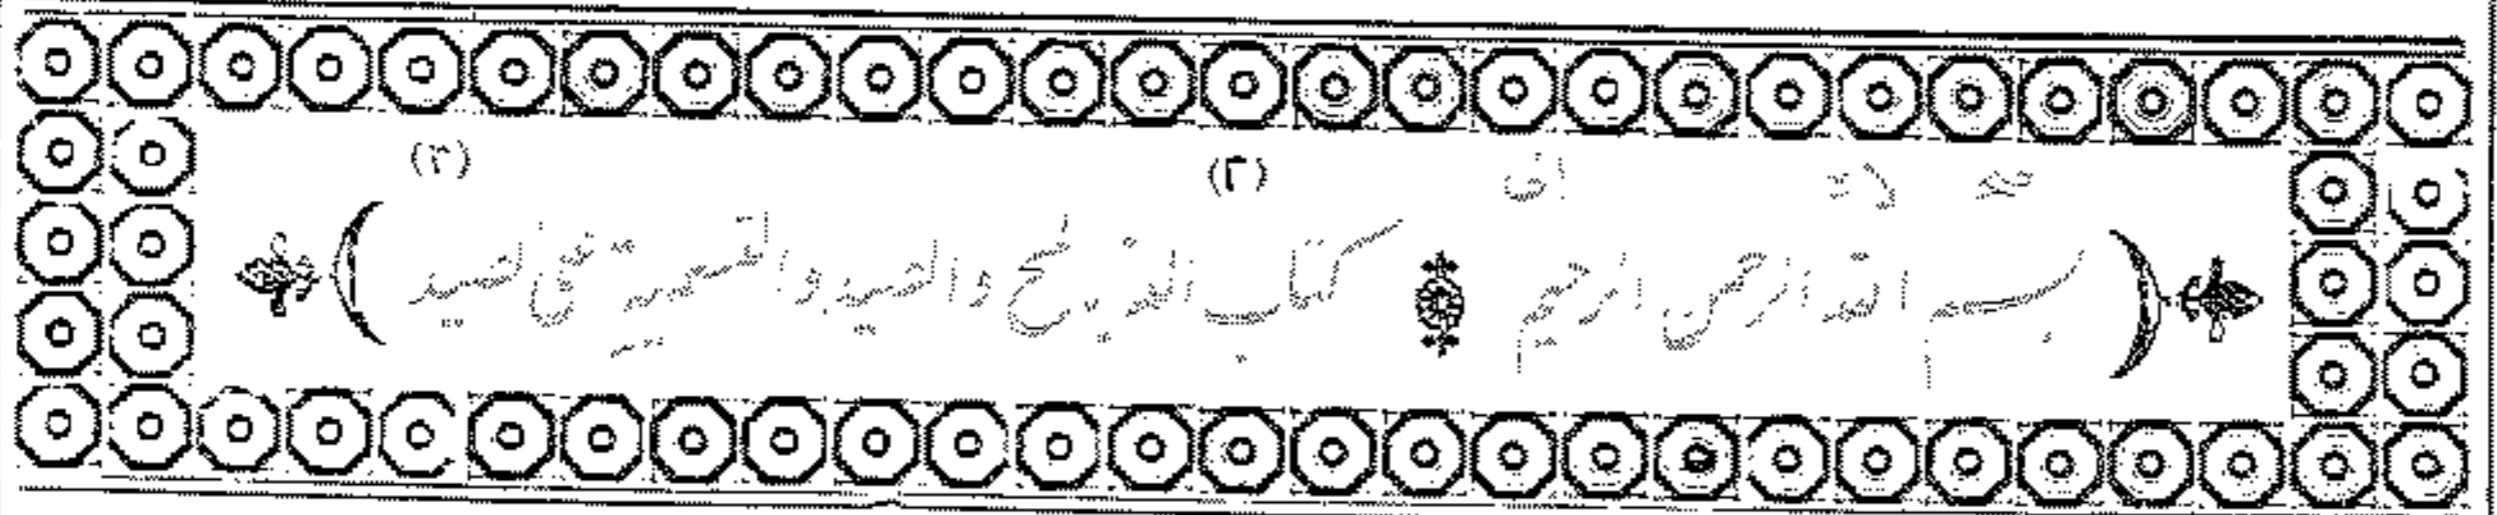 (٢) (٣)
بسم الله الرحمن الرحيم كتاب الذبائح والصيد والتسمية على الصيد